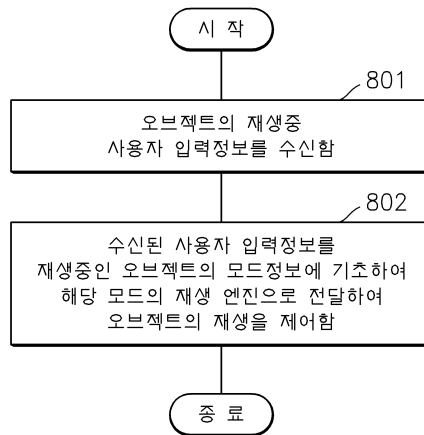 시 작
801
오브젝트의 재생중
사용자 입력정보를 수신함
802
수신된 사용자 입력정보를
재생중인 오브젝트의 모드정보에 기초하여
해당 모드의 재생 엔진으로 전달하여
오브젝트의 재생을 제어함
종 료